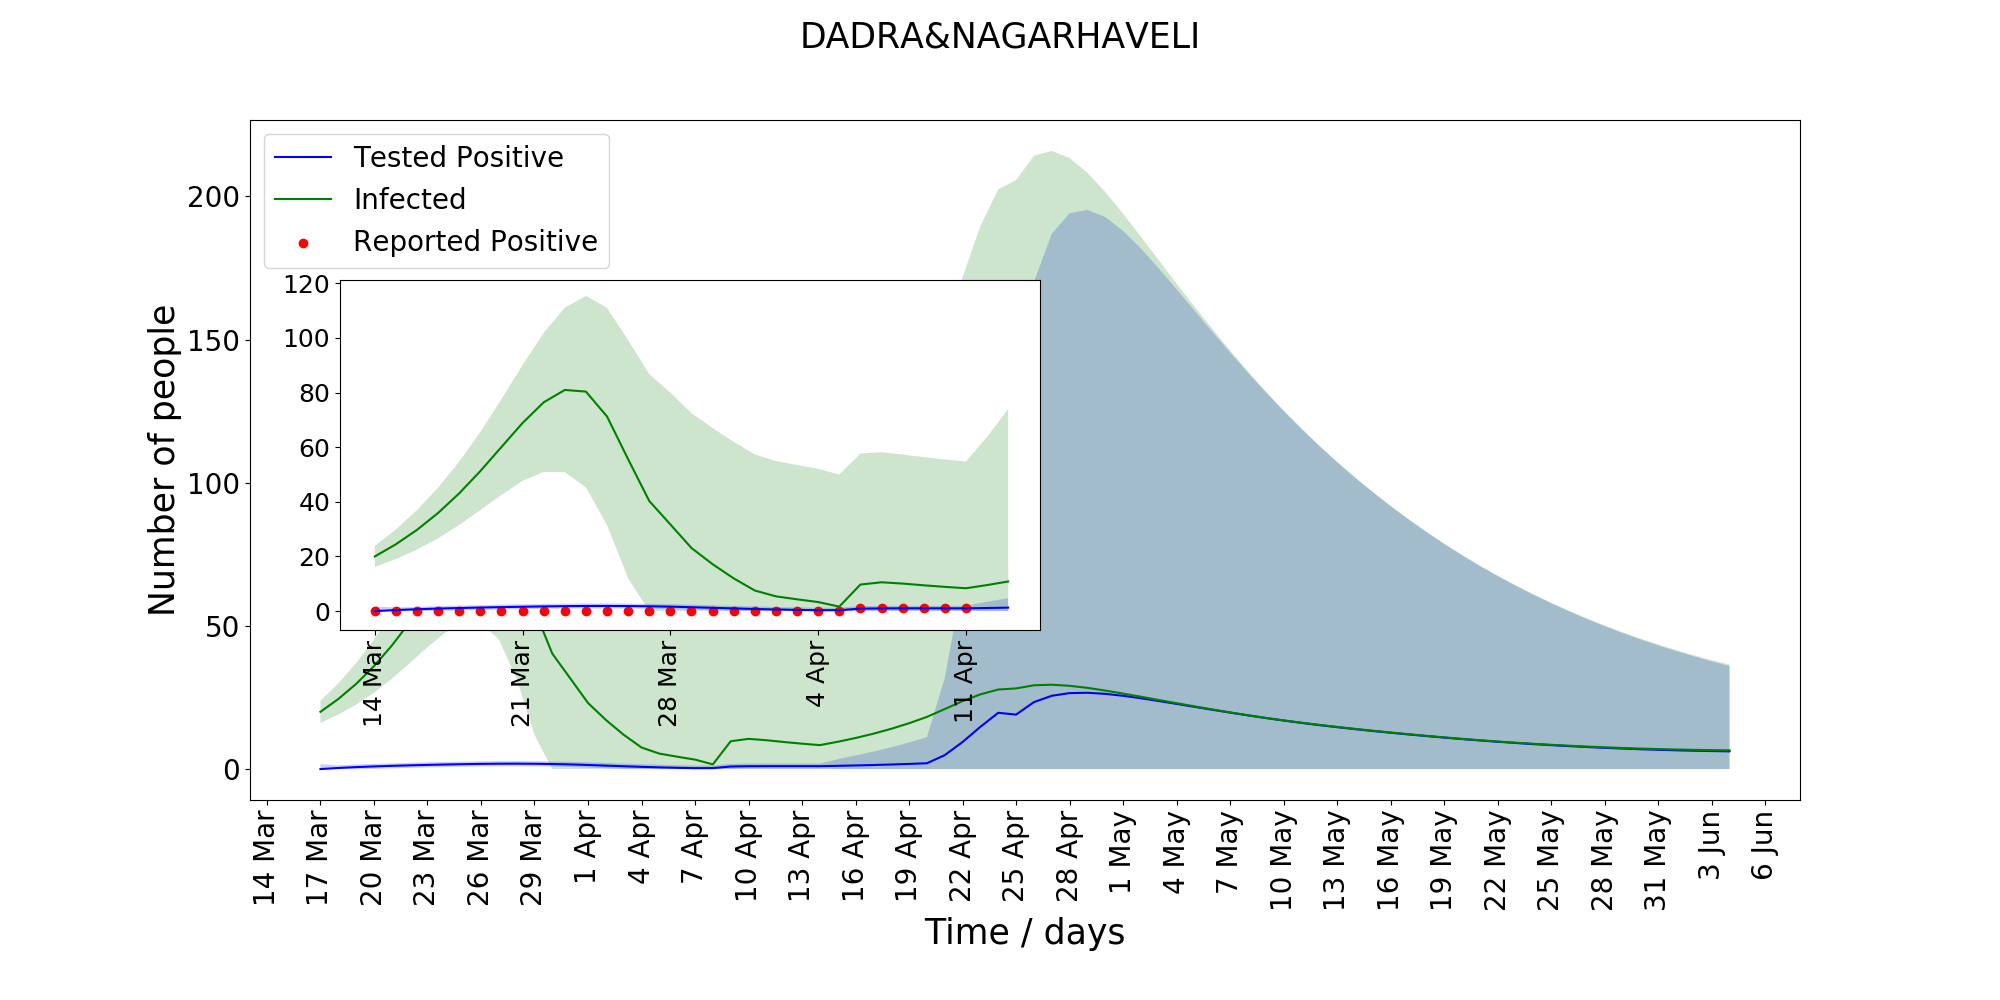 DADRA&NAGARHAVELI
Tested Positive
Infected
Reported Positive
Number of people
200
150
100
50
0
120
100
80
60
40
20
0
14 Mar
21 Mar
28 Mar
4 Apr
11 Apr
14 Mar
17 Mar
20 Mar
23 Mar
26 Mar
29 Mar
1 Apr
4 Apr
7 Apr
10 Apr
13 Apr
16 Apr
19 Apr
22 Apr
25 Apr
28 Apr
1 May
4 May
7 May
10 May
13 May
16 May
19 May
22 May
25 May
28 May
31 May
3 Jun
6 Jun
Time / days